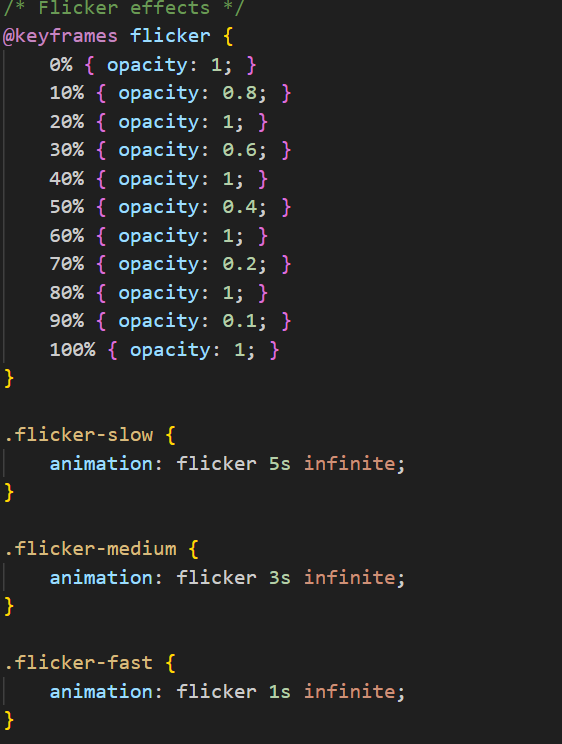 /* Flicker effects */
@keyframes flicker {
    0% { opacity: 1; }
    10% { opacity: 0.8; }
    20% { opacity: 1; }
    30% { opacity: 0.6; }
    40% { opacity: 1; }
    50% { opacity: 0.4; }
    60% { opacity: 1; }
    70% { opacity: 0.2; }
    80% { opacity: 1; }
    90% { opacity: 0.1; }
    100% { opacity: 1; }
}

.flicker-slow {
    animation: flicker 5s infinite;
}

.flicker-medium {
    animation: flicker 3s infinite;
}

.flicker-fast {
    animation: flicker 1s infinite;
}